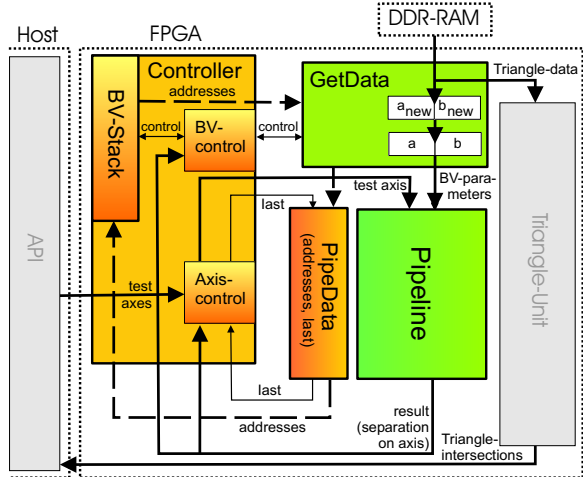 Host
FPGA
DDR-RAM
Controller
GetData
Triangle-data
addresses
BV-Stack
a
new
b
new
control
BV-
control
control
a
b
test axis
BV-para-
meters
last
API
test
axes
Axis-
control
PipeData
(addresses, last)
Pipeline
Triangle-Unit
last
addresses
result
(separation
on axis)
Triangle-
intersections